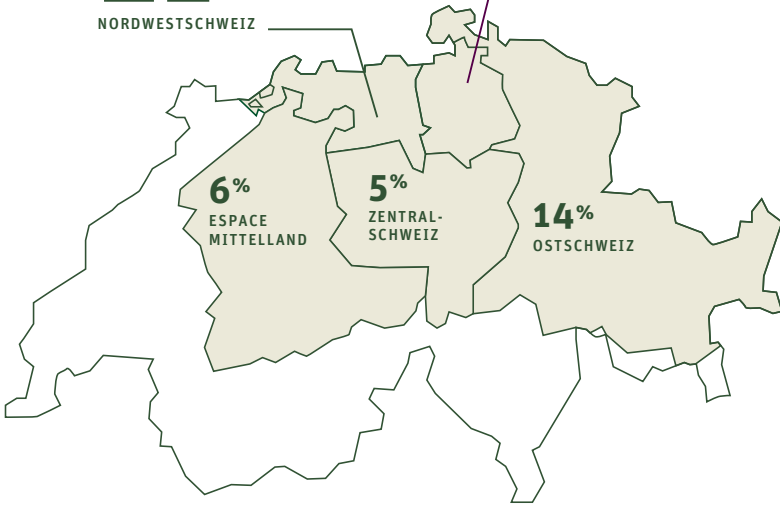 NORDWESTSCHWEIZ
6%
ESPACE
MITTELLAND
5%
ZENTRAL-
SCHWEIZ
14%
OSTSCHWEIZ